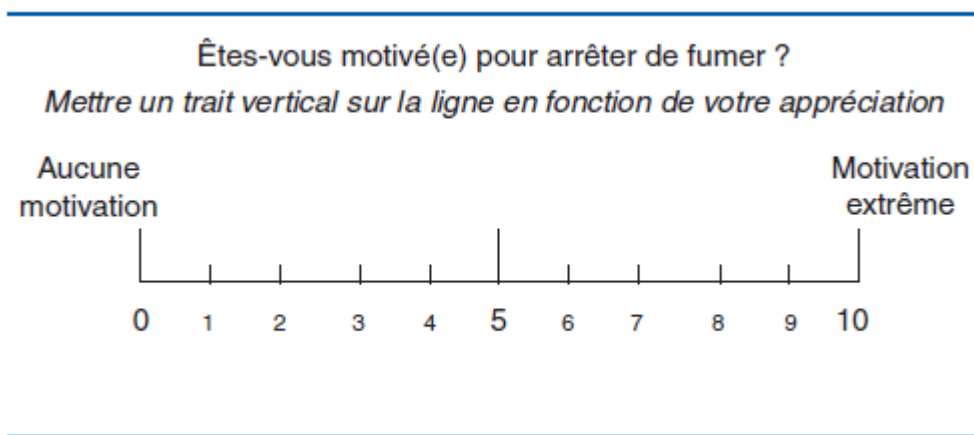 Êtes-vous motivé(e) pour arrêter de fumer ?
Mettre un trait vertical sur la ligne en fonction de votre appréciation
Aucune
motivation
Motivation
extrême
0 1 2 3 4 5 6 7 8 9 10